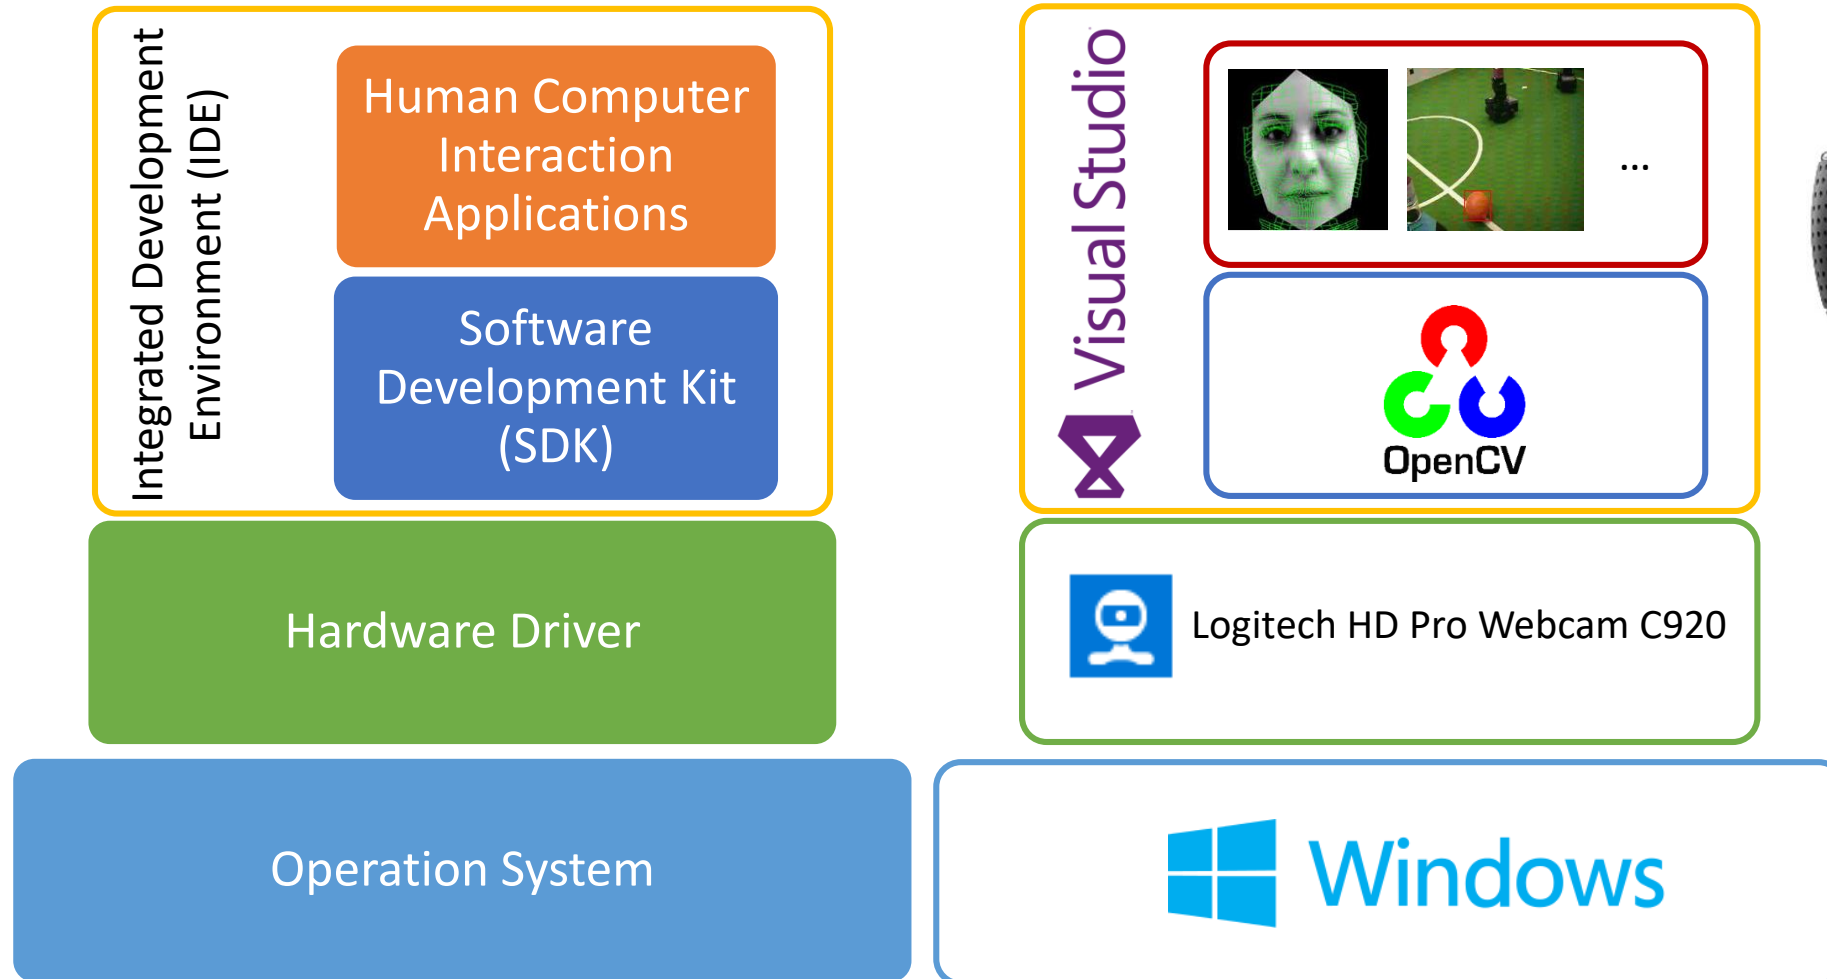 Integrated Development
Environment (IDE)
Human Computer
Interaction
Applications
Software
Development Kit
(SDK)
Hardware Driver
Operation System
Visual Studio
...
OpenCV
Logitech HD Pro Webcam C920
Windows